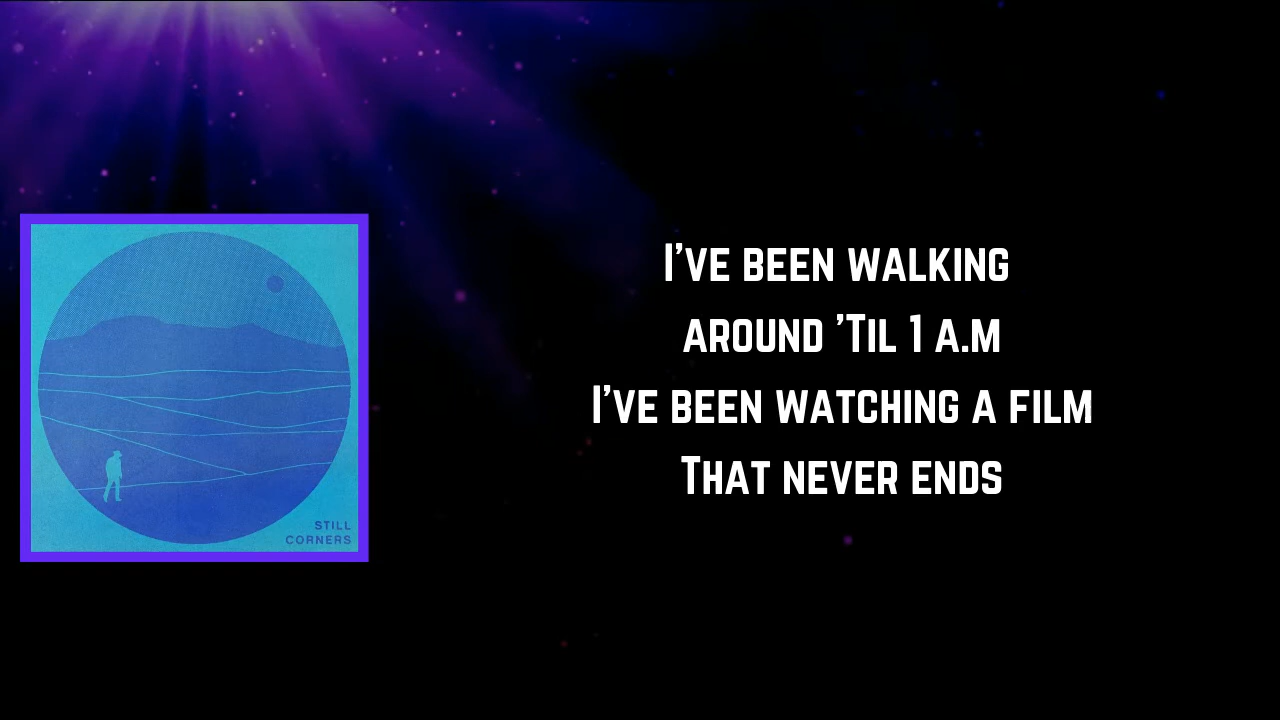 I'VE BEEN WALKING
AROUND 'TIL 1 A.M
I'VE BEEN WATCHING A FILM
THAT NEVER ENDS
STILL
CORNERS